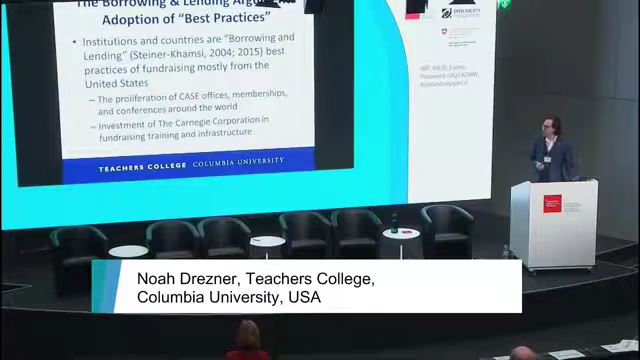 The Borrowing & Lending
Adoption of “Best Practices”
• Institutions and countries are “Borrowing and
Lending” (Steiner-Khamsi, 2004; 2015) best
practices of fundraising mostly from the
United States
– The proliferation of CASE offices, memberships,
and conferences around the world
– Investment of The Carnegie Corporation in
fundraising training and infrastructure
TEACHERS COLLEGE COLUMBIA UNIVERSITY
OPEN SOCIETY
Noah Drezner, Teachers College,
Columbia University, USA